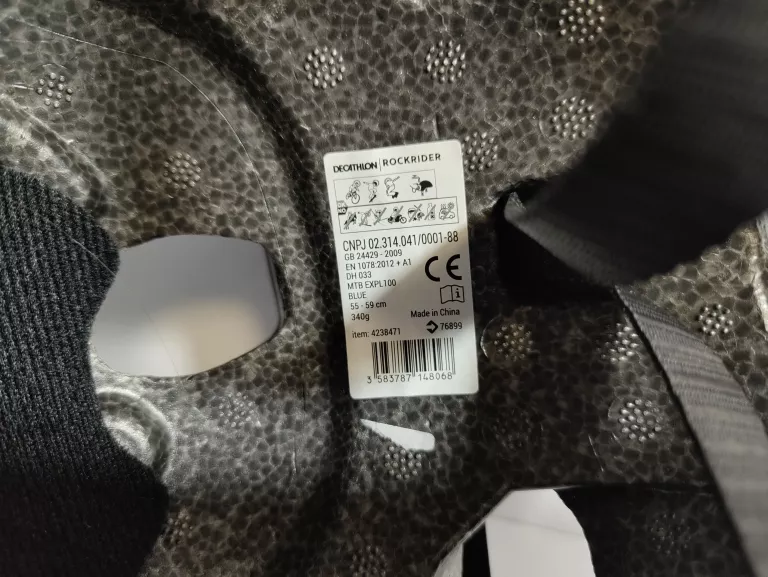 DECATHLON | ROCKRIDER
CNPJ 02.314.041/0001-88
GB 24429 - 2009
EN 1078:2012 + A1
DH 033
MTB EXPL100
BLUE
55 - 59 cm
340g
CE
i
Made in China
item: 4238471
76899
3 583787 148068